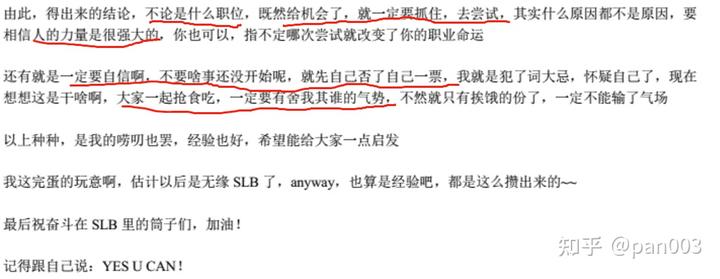 由此，得出来的结论，不论是什么职位，既然给机会了，就一定要抓住，去尝试，其实什么原因都不是原因，要
相信人的力量是很强大的，你也可以，指不定哪次尝试就改变了你的职业命运
还有就是一定要自信啊，不要啥事还没开始呢，就先自己否了自己一票，我就是犯了词大忌，怀疑自己了，现在
想想这是干啥啊，大家一起抢食吃，一定要有舍我其谁的气势，不然就只有挨饿的份了，一定不能输了气场
以上种种，是我的唠叨也罢，经验也好，希望能给大家一点启发
我这完蛋的玩意啊，估计以后是无缘 SLB 了，anyway，也算是经验吧，都是这么攒出来的~~
最后祝奋斗在 SLB 里的筒子们，加油！
记得跟自己说：YES U CAN！
知乎 @pan003